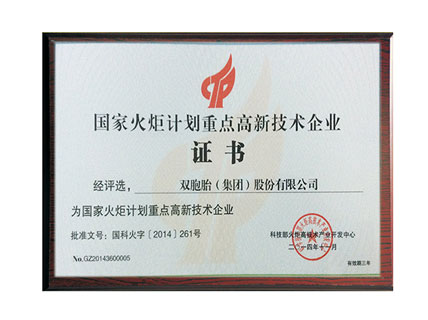 国家火炬计划重点高新技术企业
证书
经评选，双胞胎（集团）股份有限公司
为国家火炬计划重点高新技术企业
批准文号：国科火字〔2014〕261号
科技部火炬高技术产业开发中心
二〇一四年十一月
No.GZ20143600005
有效期三年